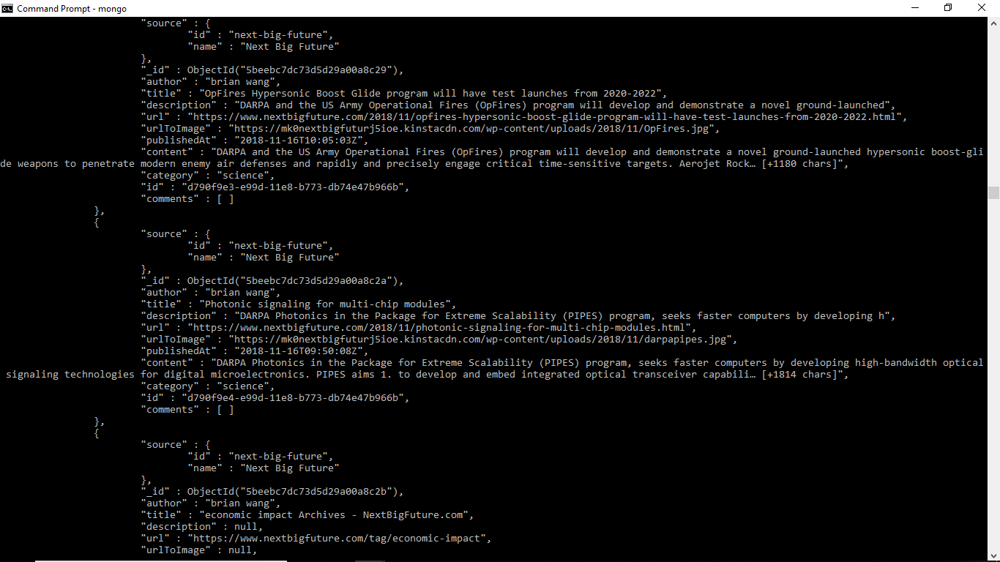 Command Prompt - mongo
"source" : {
"id" : "next-big-future",
"name" : "Next Big Future"
},
"_id" : ObjectId("5beebc7dc73d5d29a00a8c29"),
"author" : "brian wang",
"title" : "OpFires Hypersonic Boost Glide program will have test launches from 2020-2022",
"description" : "DARPA and the US Army Operational Fires (OpFires) program will develop and demonstrate a novel ground-launched",
"url" : "https://www.nextbigfuture.com/2018/11/opfires-hypersonic-boost-glide-program-will-have-test-launches-from-2020-2022.html",
"urlToImage" : "https://mk0nextbigfuturj5ioe.kinstacdn.com/wp-content/uploads/2018/11/OpFires.jpg",
"publishedAt" : "2018-11-16T10:05:03Z",
"content" : "DARPA and the US Army Operational Fires (OpFires) program will develop and demonstrate a novel ground-launched hypersonic boost-gli
de weapons to penetrate modern enemy air defenses and rapidly and precisely engage critical time-sensitive targets. Aerojet Rock… [+1180 chars]",
"category" : "science",
"id" : "d790f9e3-e99d-11e8-b773-db74e47b966b",
"comments" : [ ]
},
{
"source" : {
"id" : "next-big-future",
"name" : "Next Big Future"
},
"_id" : ObjectId("5beebc7dc73d5d29a00a8c2a"),
"author" : "brian wang",
"title" : "Photonic signaling for multi-chip modules",
"description" : "DARPA Photonics in the Package for Extreme Scalability (PIPES) program, seeks faster computers by developing h",
"url" : "https://www.nextbigfuture.com/2018/11/photonic-signaling-for-multi-chip-modules.html",
"urlToImage" : "https://mk0nextbigfuturj5ioe.kinstacdn.com/wp-content/uploads/2018/11/darpapipes.jpg",
"publishedAt" : "2018-11-16T09:50:08Z",
"content" : "DARPA Photonics in the Package for Extreme Scalability (PIPES) program, seeks faster computers by developing high-bandwidth optical
signaling technologies for digital microelectronics. PIPES aims 1. to develop and embed integrated optical transceiver capabili… [+1814 chars]",
"category" : "science",
"id" : "d790f9e4-e99d-11e8-b773-db74e47b966b",
"comments" : [ ]
},
{
"source" : {
"id" : "next-big-future",
"name" : "Next Big Future"
},
"_id" : ObjectId("5beebc7dc73d5d29a00a8c2b"),
"author" : "brian wang",
"title" : "economic impact Archives - NextBigFuture.com",
"description" : null,
"url" : "https://www.nextbigfuture.com/tag/economic-impact",
"urlToImage" : null,